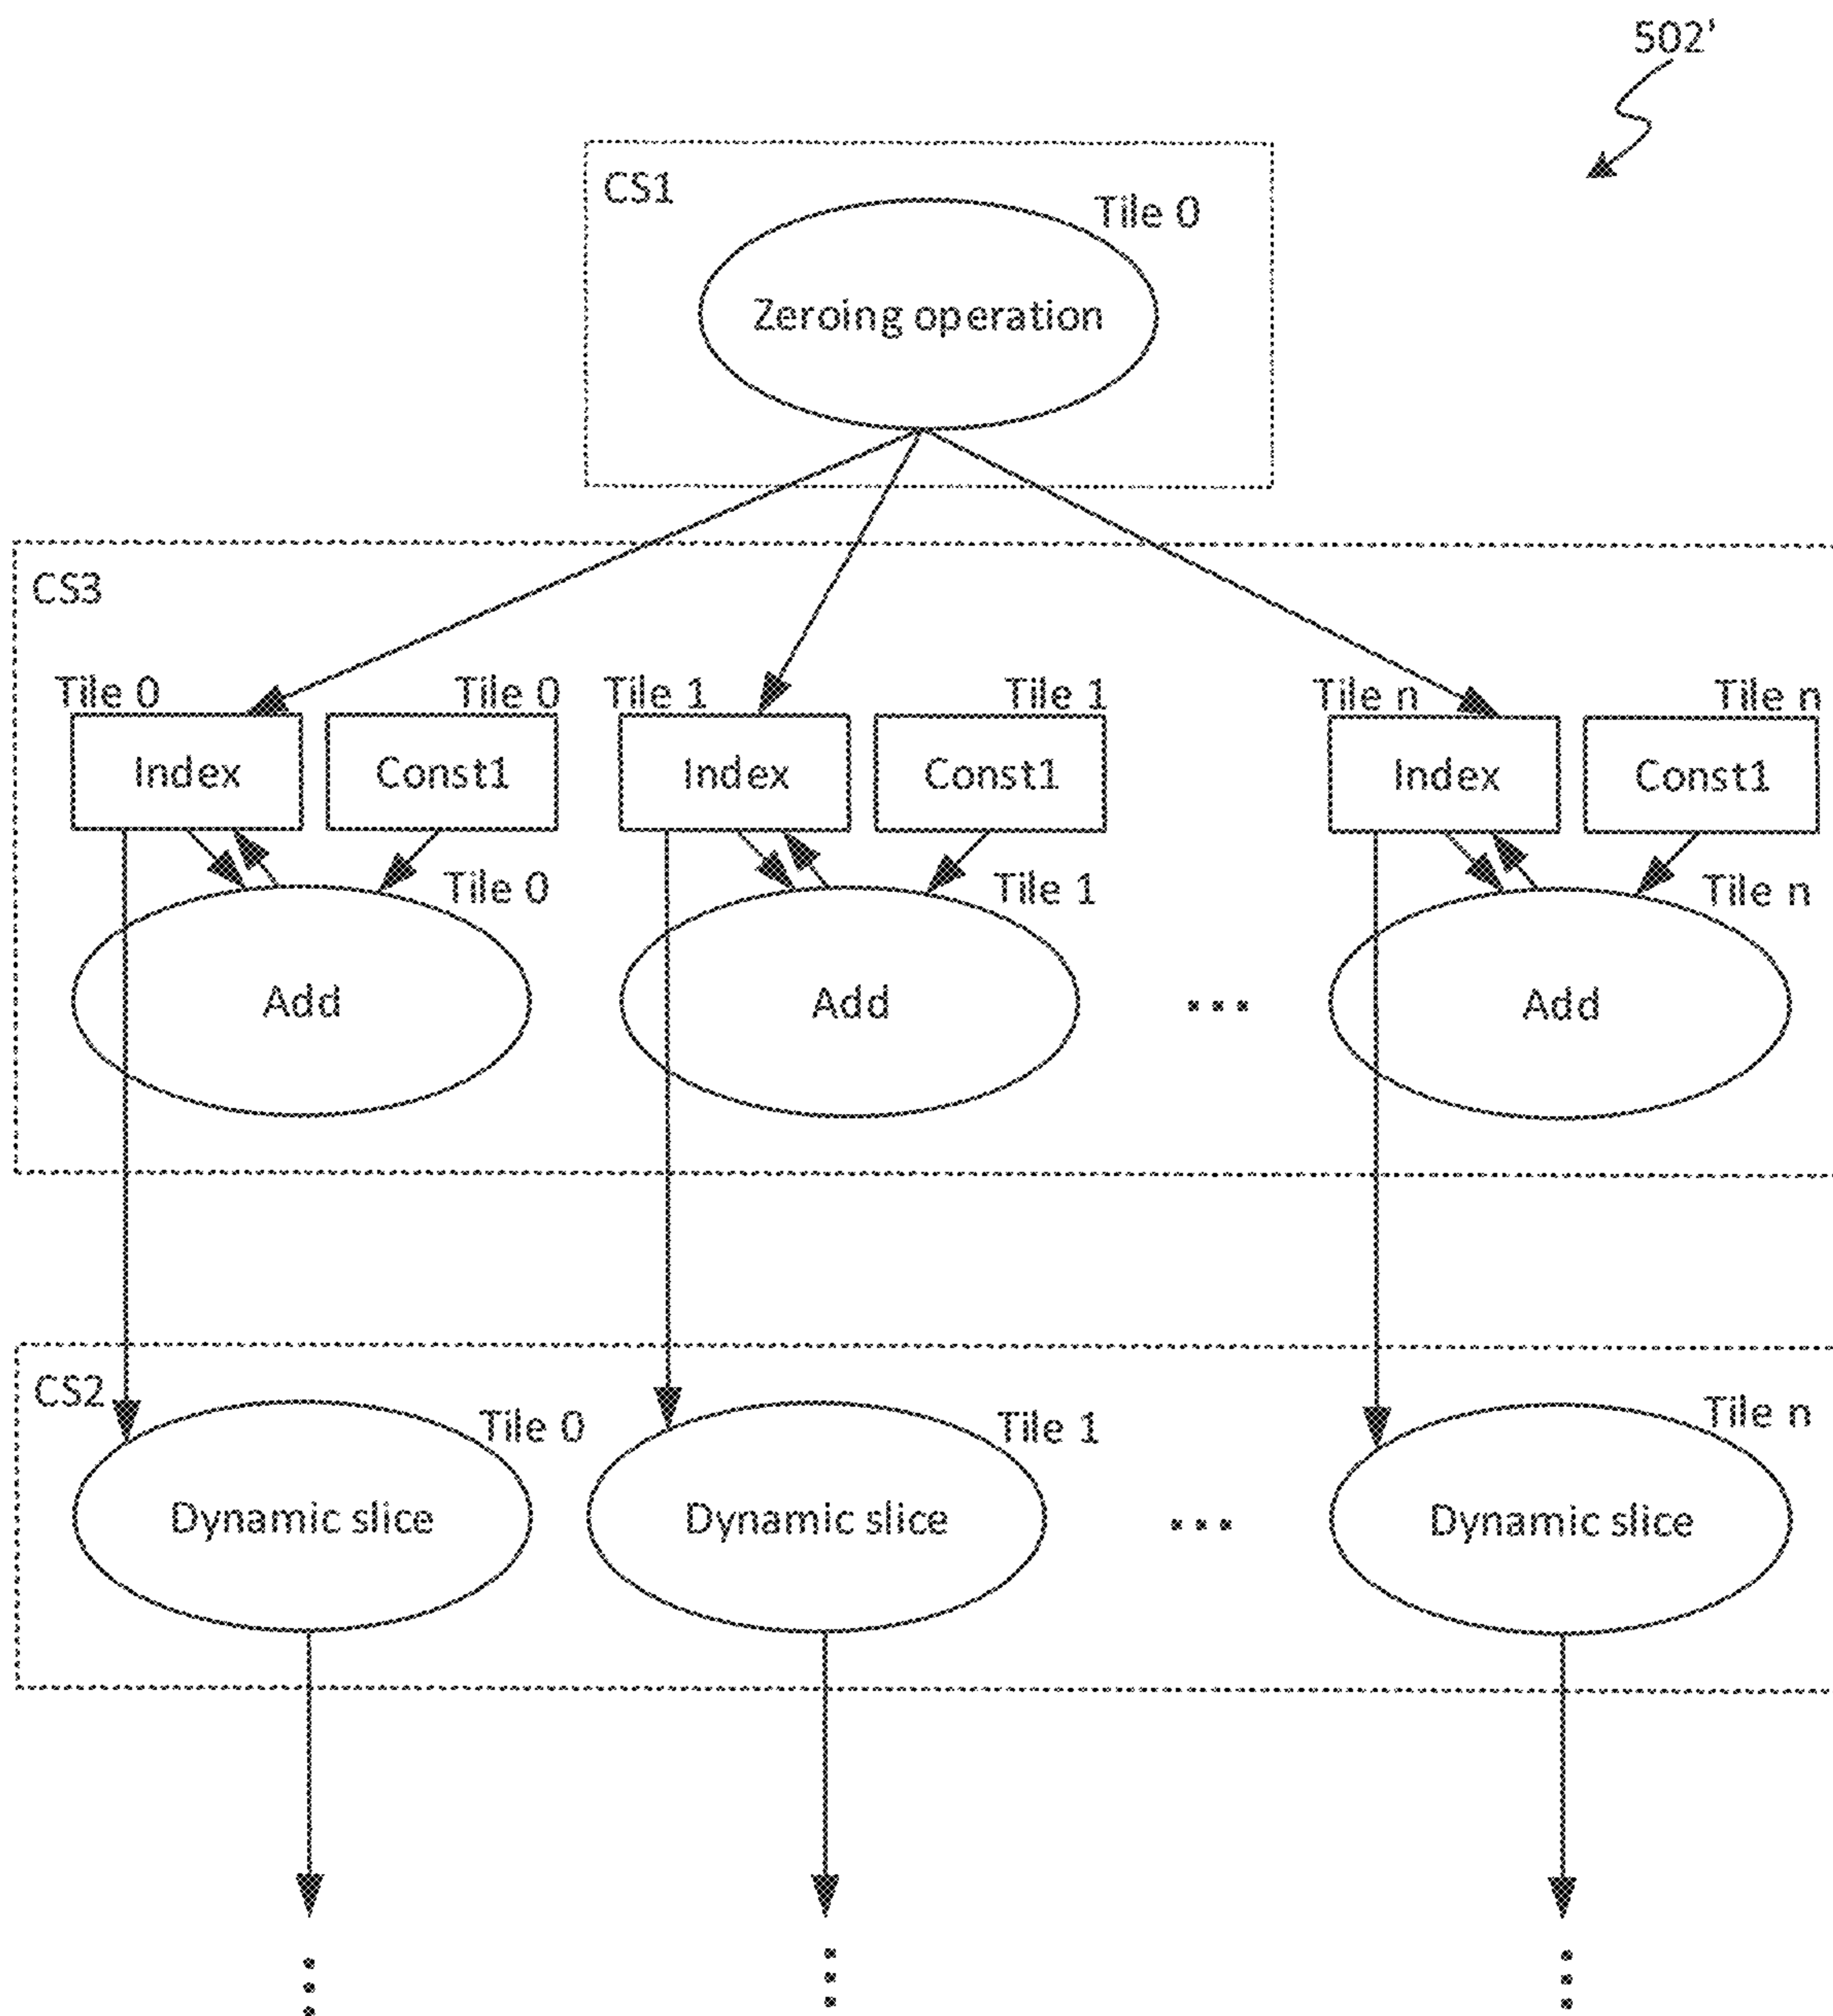 502'
CS1
Tile 0
Zeroing operation
CS3
Tile 0 Tile 0 Tile 1 Tile 1 Tile n Tile n
Index Const1 Index Const1 Index Const1
Tile 0 Tile 1 Tile n
Add Add ... Add
CS2
Tile 0 Tile 1 Tile n
Dynamic slice Dynamic slice ... Dynamic slice